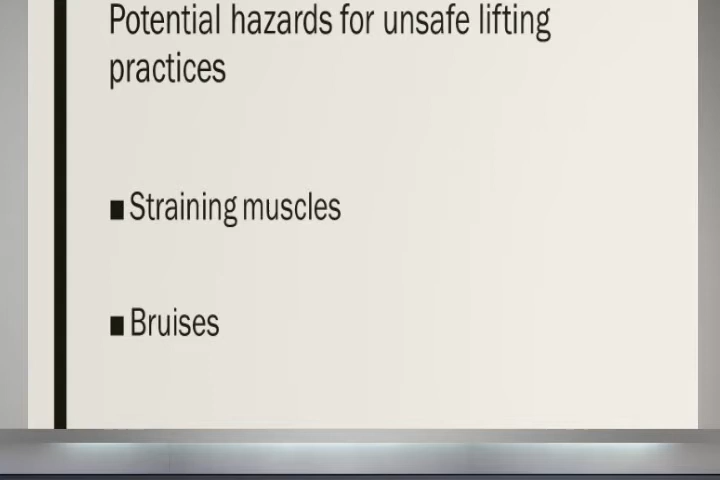 Potential hazards for unsafe lifting
practices
■ Straining muscles
■ Bruises